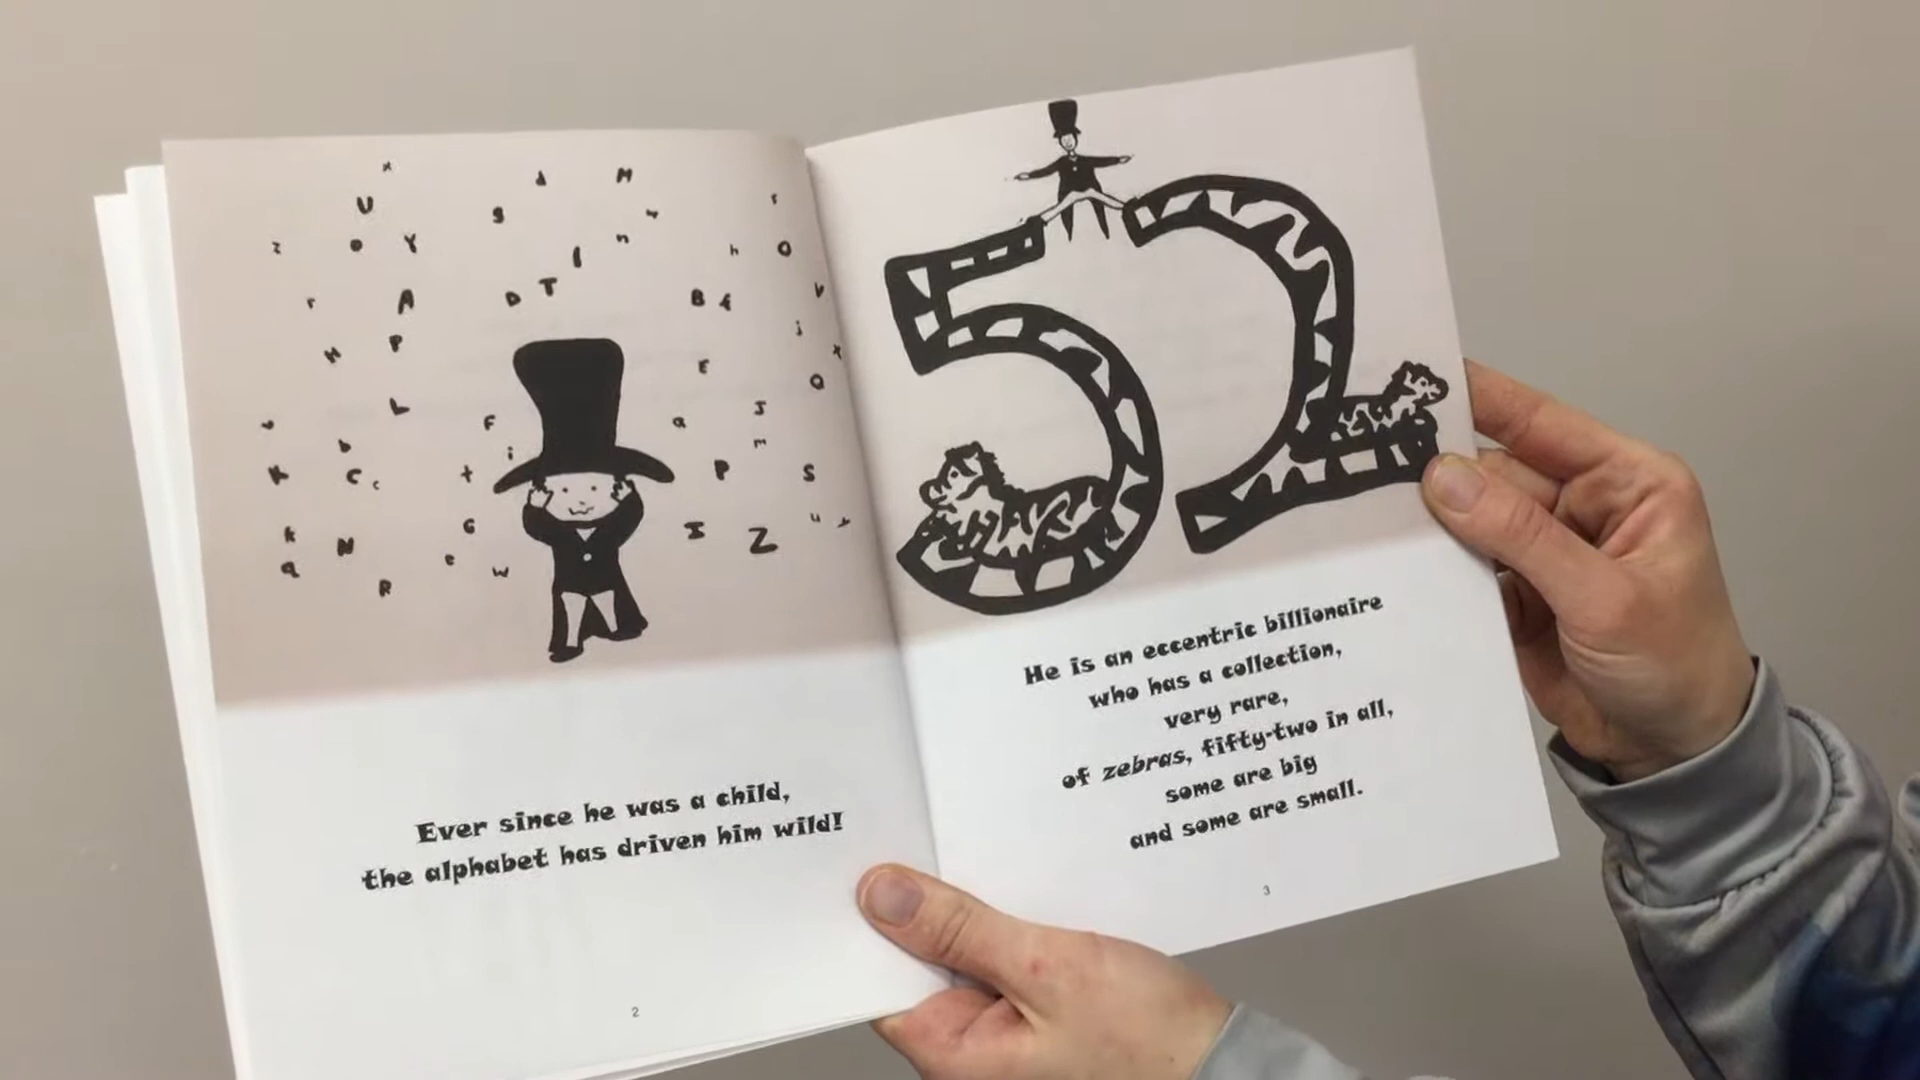 Ever since he was a child,
the alphabet has driven him wild!
2
52
He is an eccentric billionaire
who has a collection,
very rare,
of zebras, fifty-two in all,
some are big
and some are small.
3